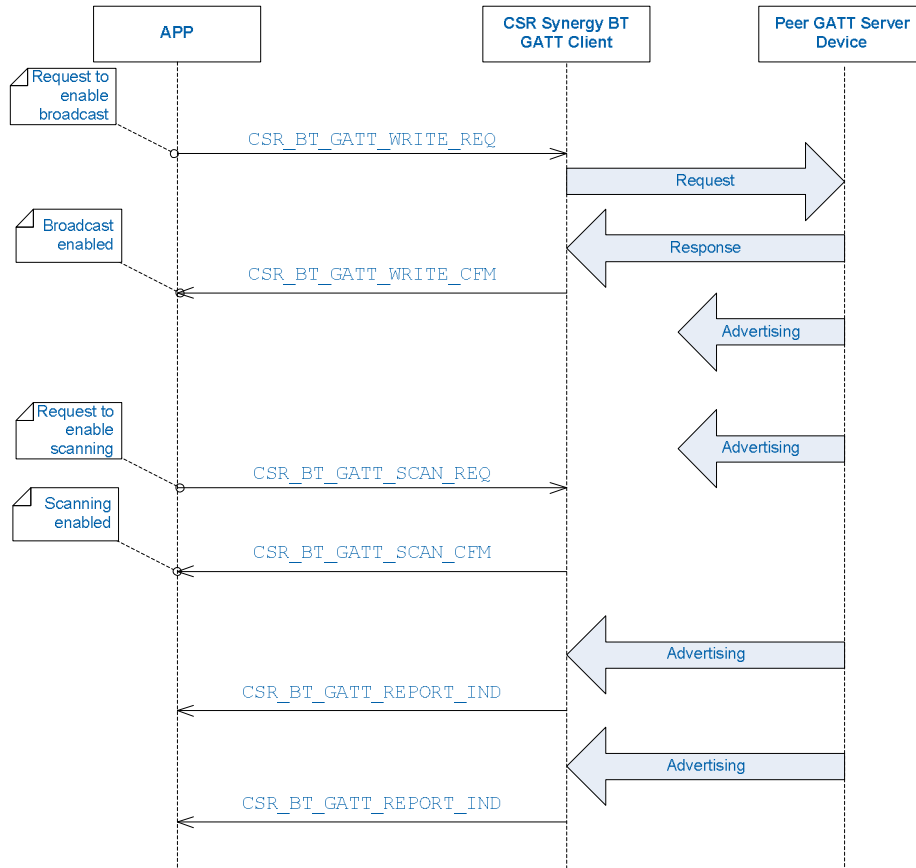 APP
CSR Synergy BT
GATT Client
Peer GATT Server
Device
Request to
enable
broadcast
CSR_BT_GATT_WRITE_REQ
Request
Broadcast
enabled
Response
CSR_BT_GATT_WRITE_CFM
Advertising
Request to
enable
scanning
Advertising
CSR_BT_GATT_SCAN_REQ
Scanning
enabled
CSR_BT_GATT_SCAN_CFM
Advertising
CSR_BT_GATT_REPORT_IND
Advertising
CSR_BT_GATT_REPORT_IND